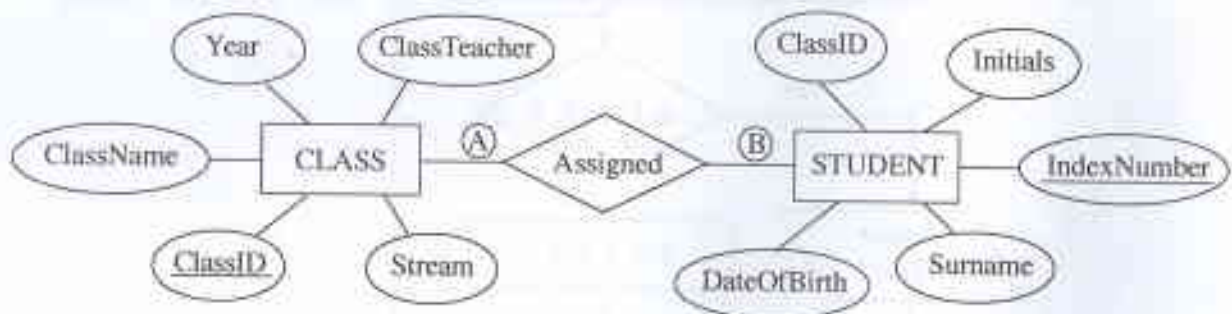 Year
ClassTeacher
ClassID
Initials
ClassName
CLASS
A
Assigned
B
STUDENT
IndexNumber
ClassID
Stream
DateOfBirth
Surname